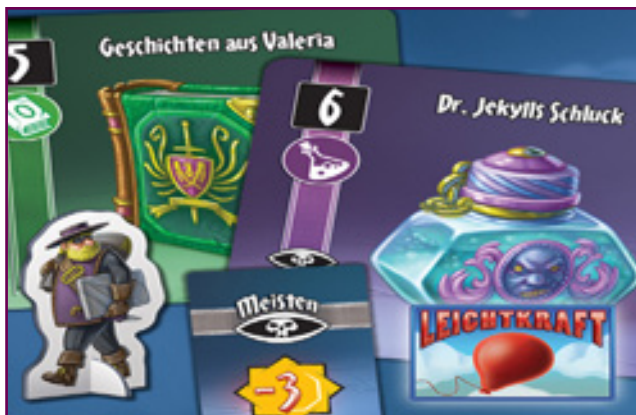 5
Geschichten aus Valeria
6
Dr. Jekylls Schluck
Meisten
-3
LEICHTKRAFT